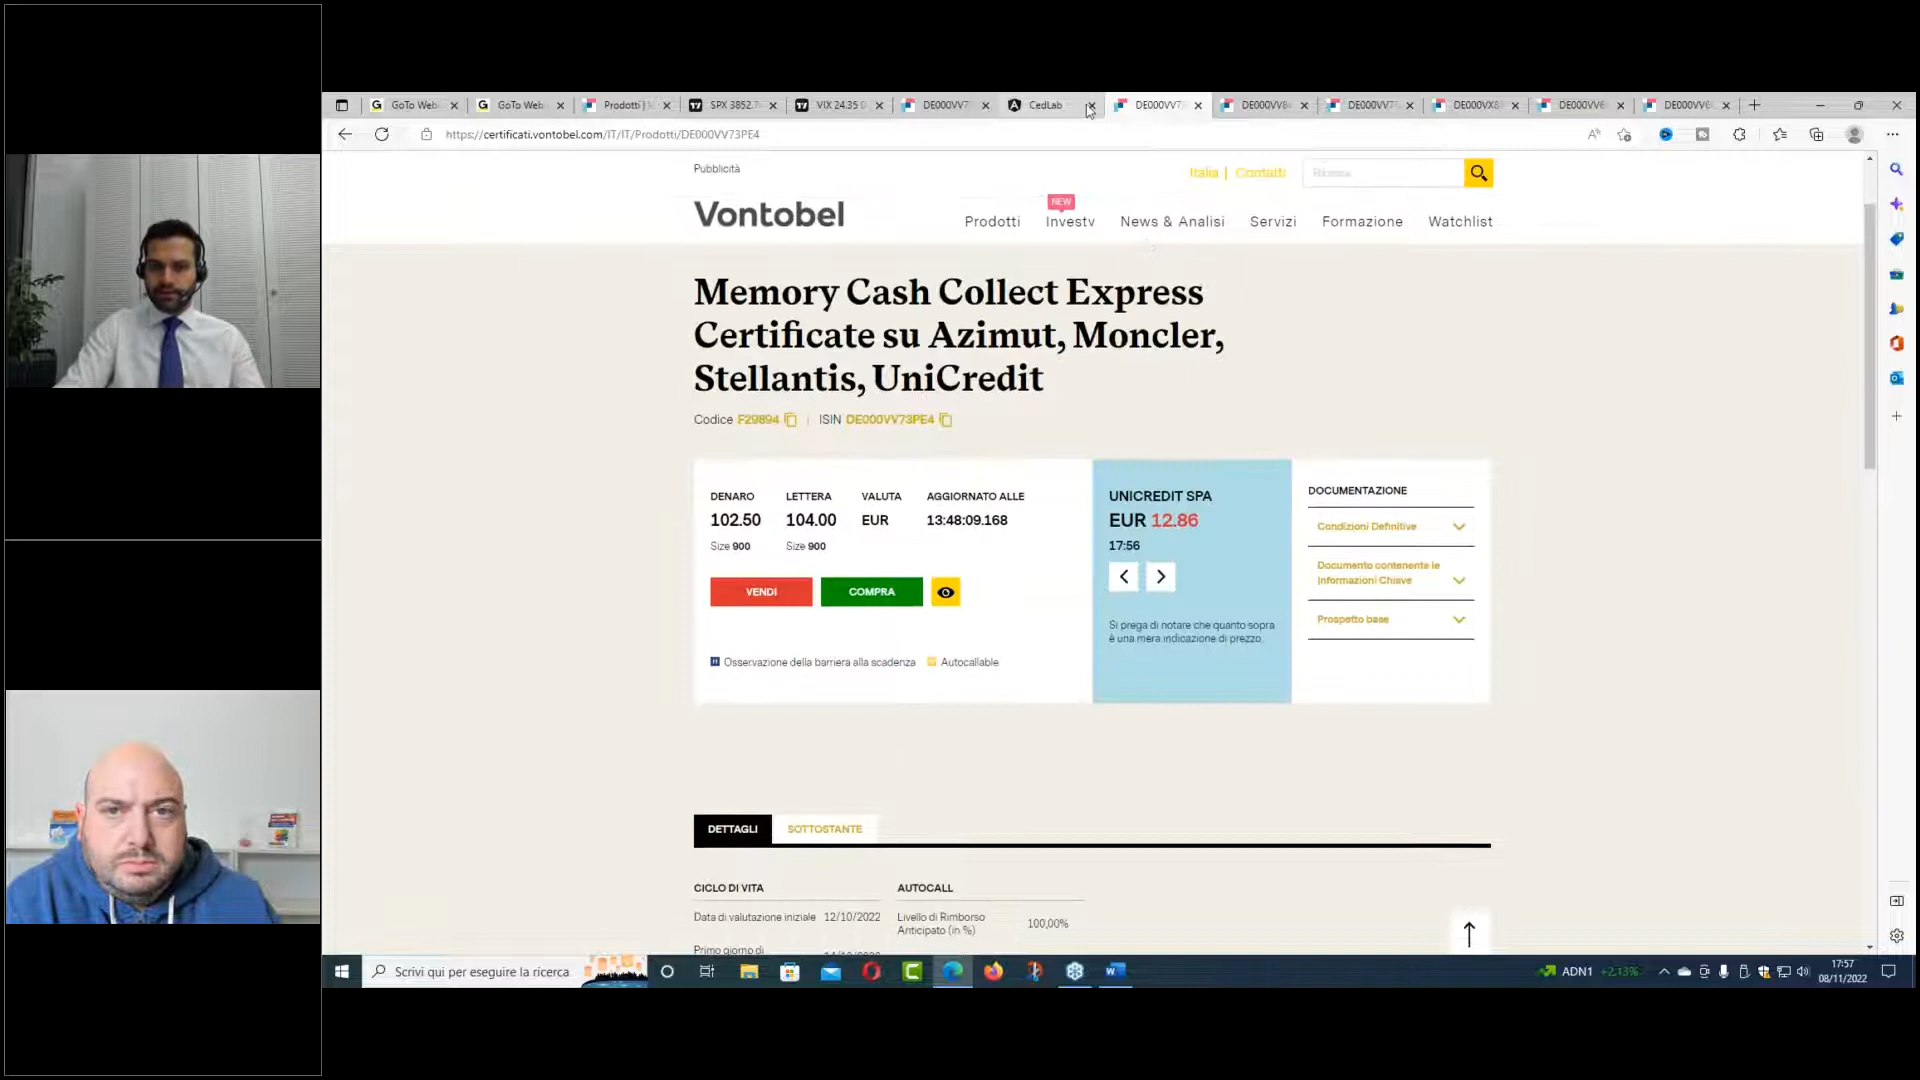 GoTo Web
GoTo Web
Prodotti |
SPX 3852.7
VIX 24.35
DE000VV7
CedLab
DE000VV7
DE000VV8
DE000VV7
DE000VX8
DE000VV6
DE000VV6
https://certificati.vontobel.com/IT/IT/Prodotti/DE000VV73PE4
Pubblicità
Italia | Contatti
Ricerca
Vontobel
NEW
Prodotti Investv News & Analisi Servizi Formazione Watchlist
Memory Cash Collect Express
Certificate su Azimut, Moncler,
Stellantis, UniCredit
Codice F29894 | ISIN DE000VV73PE4
DENARO LETTERA VALUTA AGGIORNATO ALLE
102.50 104.00 EUR 13:48:09.168
Size 900 Size 900
VENDI COMPRA
Osservazione della barriera alla scadenza Autocallable
UNICREDIT SPA
EUR 12.86
17:56
Si prega di notare che quanto sopra
è una mera indicazione di prezzo.
DOCUMENTAZIONE
Condizioni Definitive
Documento contenente le
Informazioni Chiave
Prospetto base
DETTAGLI SOTTOSTANTE
CICLO DI VITA
Data di valutazione iniziale 12/10/2022
Primo giorno di
AUTOCALL
Livello di Rimborso
Anticipato (in %) 100,00%
Scrivi qui per eseguire la ricerca
ADN1 +2,13%
17:57
08/11/2022